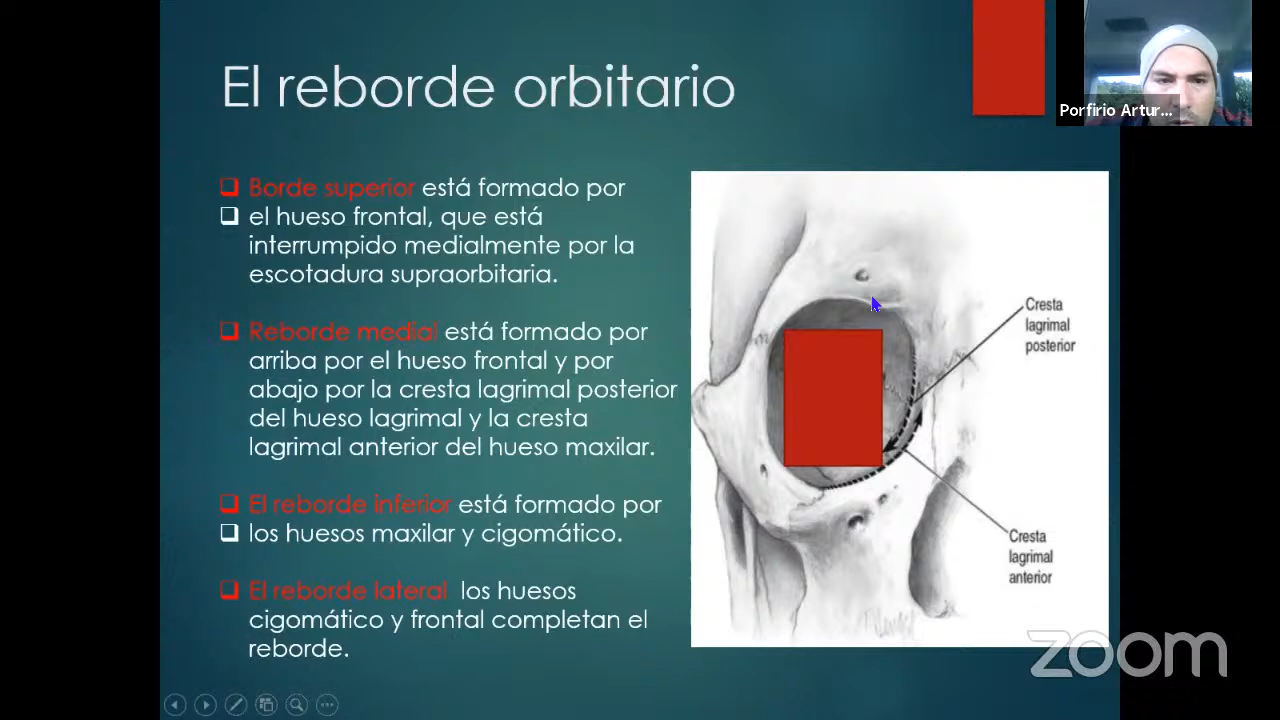 El reborde orbitario
Porfirio Artur...
Borde superior está formado por
el hueso frontal, que está
interrumpido medialmente por la
escotadura supraorbitaria.
Reborde medial está formado por
arriba por el hueso frontal y por
abajo por la cresta lagrimal posterior
del hueso lagrimal y la cresta
lagrimal anterior del hueso maxilar.
El reborde inferior está formado por
los huesos maxilar y cigomático.
El reborde lateral los huesos
cigomático y frontal completan el
reborde.
Cresta
lagrimal
posterior
Cresta
lagrimal
anterior
zoom